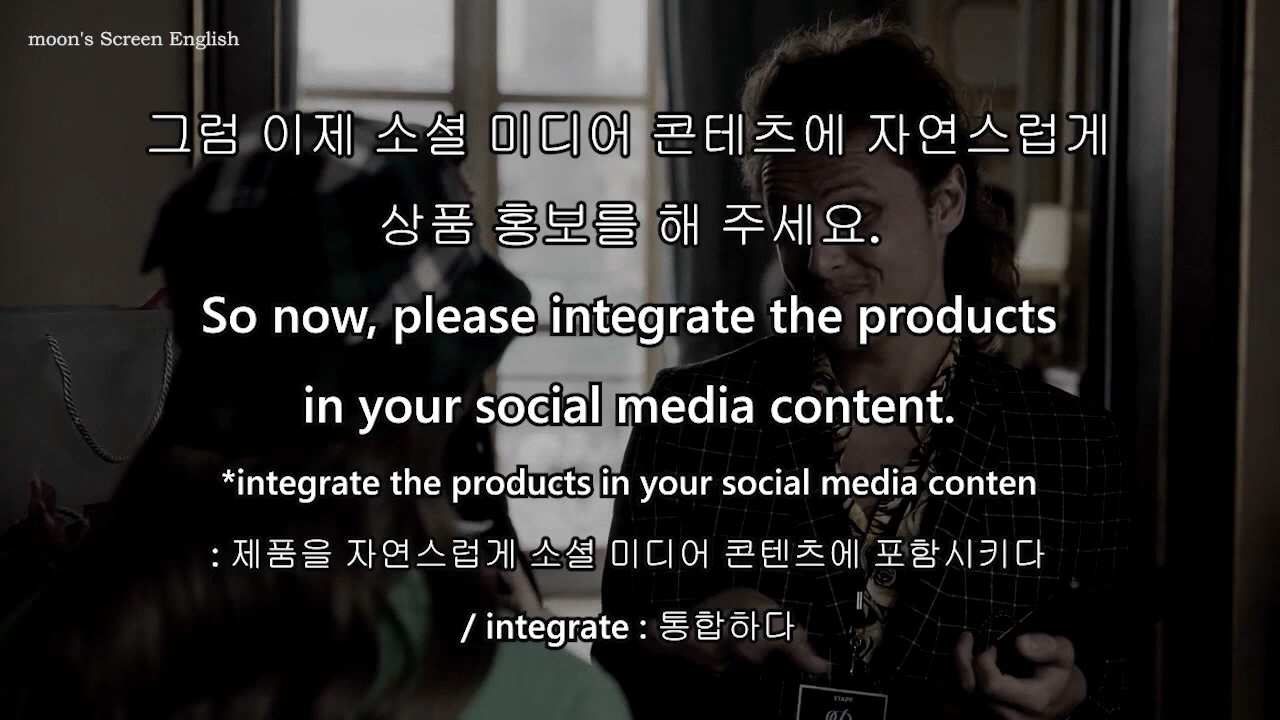 moon's Screen English
그럼 이제 소셜 미디어 콘테츠에 자연스럽게
상품 홍보를 해 주세요.
So now, please integrate the products
in your social media content.
*integrate the products in your social media conten
: 제품을 자연스럽게 소셜 미디어 콘텐츠에 포함시키다
/ integrate : 통합하다
STAFF